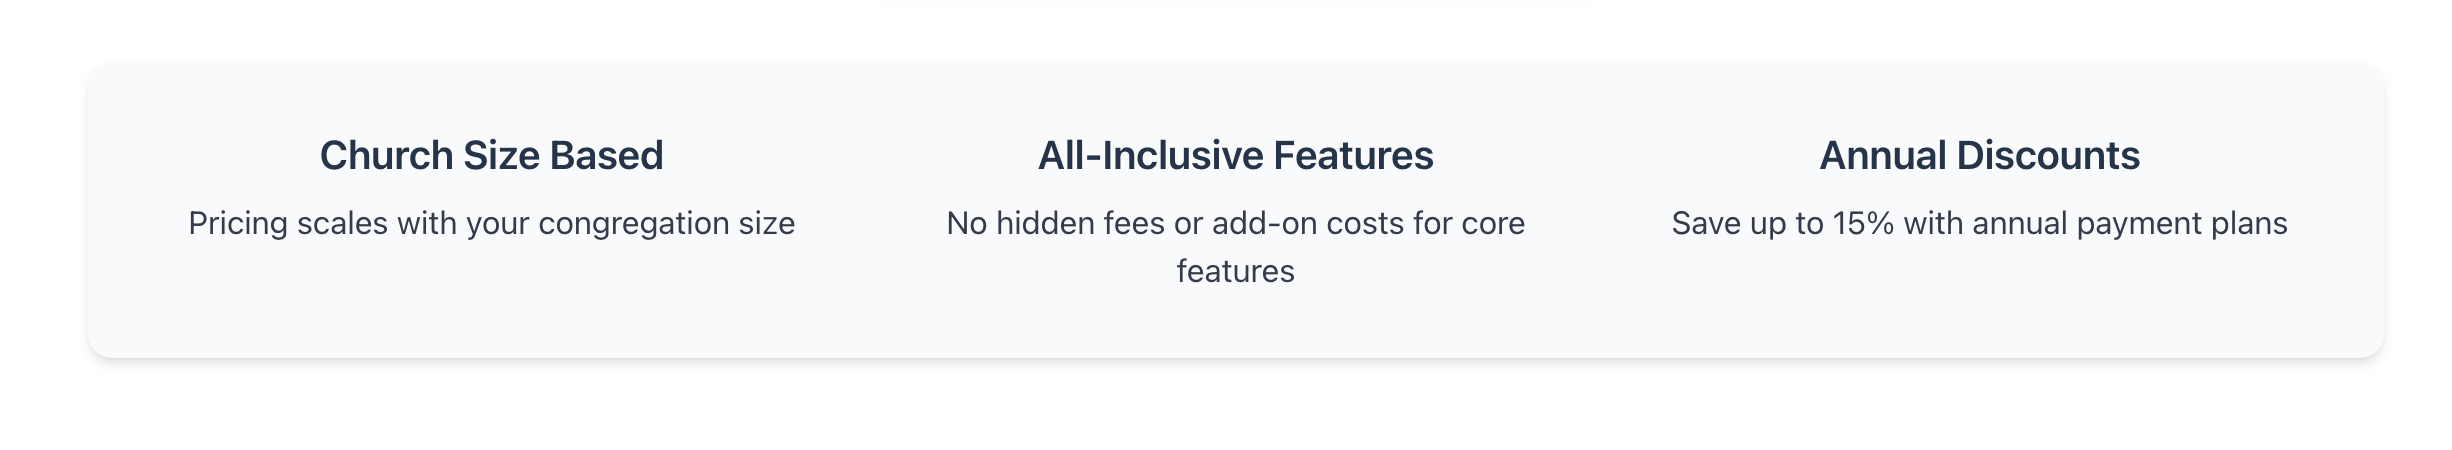 Church Size Based
Pricing scales with your congregation size
All-Inclusive Features
No hidden fees or add-on costs for core
features
Annual Discounts
Save up to 15% with annual payment plans